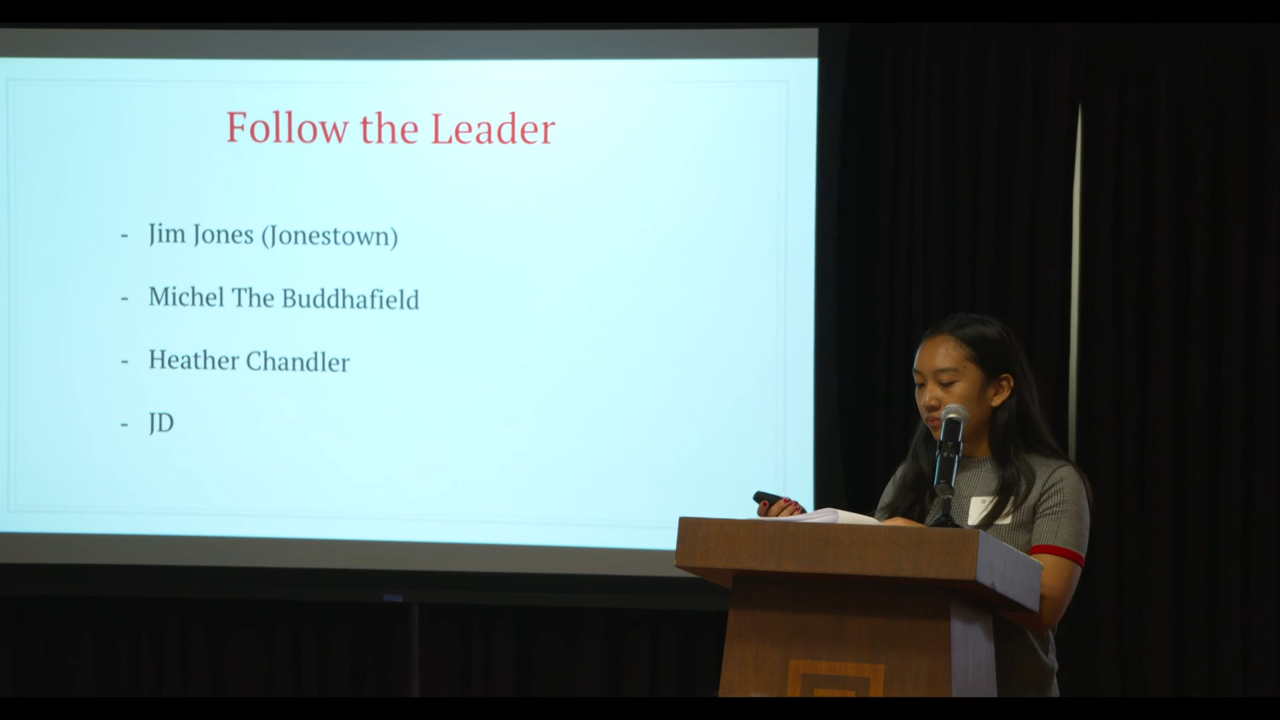 Follow the Leader
- Jim Jones (Jonestown)
- Michel The Buddhafield
- Heather Chandler
- JD